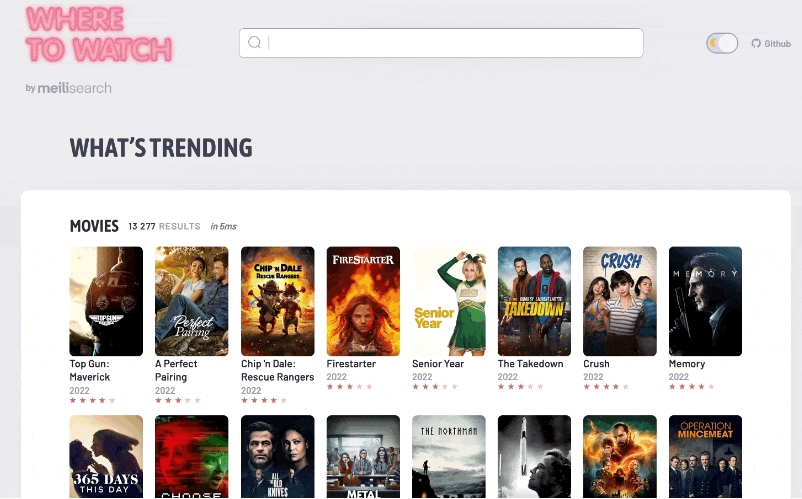 WHERE
TO WATCH
Github
by meilisearch
WHAT'S TRENDING
MOVIES 13 277 RESULTS in 5ms
TOP GUN
Perfect
Pairing
CHIP 'N DALE
RESCUE RANGERS
FIRESTARTER
Senior
Year
THE TAKEDOWN
CRUSH
MEMORY
Top Gun:
Maverick
2022
A Perfect
Pairing
2022
Chip 'n Dale:
Rescue Rangers
2022
Firestarter
2022
Senior Year
2022
The Takedown
2022
Crush
2022
Memory
2022
365 DAYS
THIS DAY
CHOOSE
ALL THE
OLD
KNIVES
METAL
THE NORTHMAN
OPERATION
MINCEMEAT